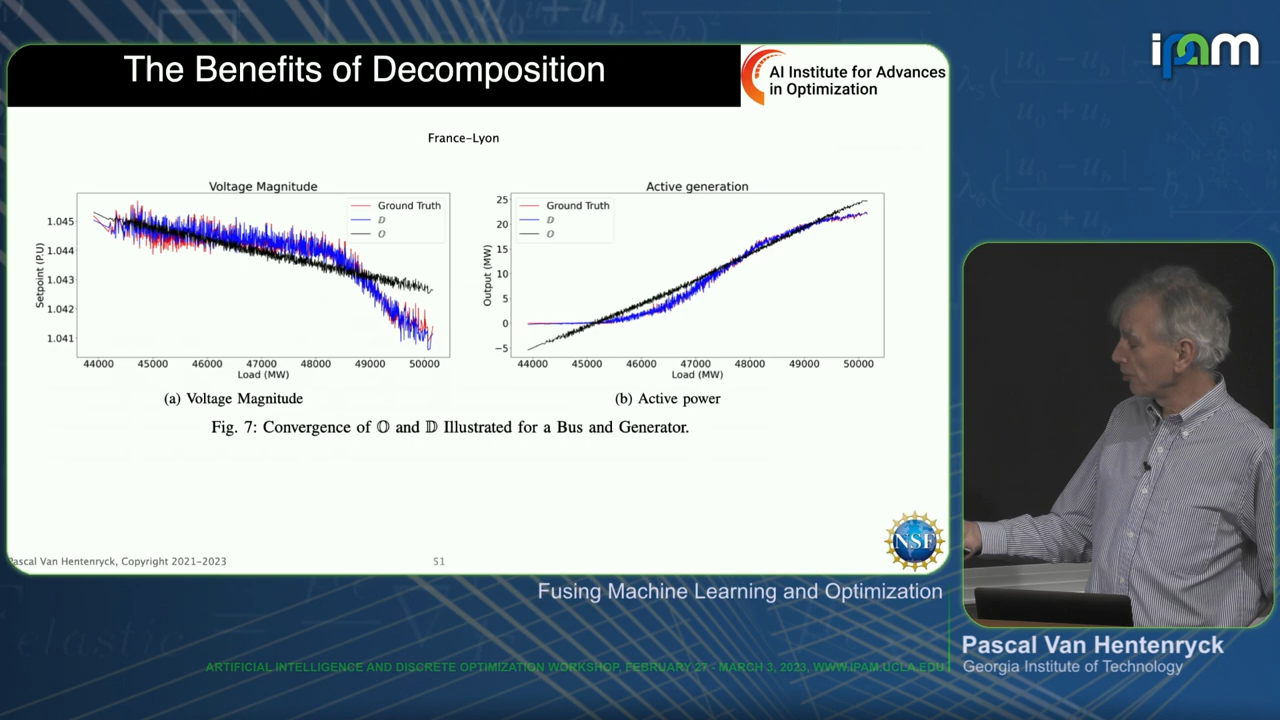 The Benefits of Decomposition
AI Institute for Advances
in Optimization
ipam
France-Lyon
Voltage Magnitude
Ground Truth
𝔻
𝕆
1.045
1.044
1.043
1.042
1.041
Setpoint (P.U)
44000 45000 46000 47000 48000 49000 50000
Load (MW)
(a) Voltage Magnitude
Active generation
Ground Truth
𝔻
𝕆
25
20
15
10
5
0
−5
Output (MW)
44000 45000 46000 47000 48000 49000 50000
Load (MW)
(b) Active power
Fig. 7: Convergence of 𝕆 and 𝔻 Illustrated for a Bus and Generator.
NSF
Pascal Van Hentenryck, Copyright 2021-2023
51
Fusing Machine Learning and Optimization
Pascal Van Hentenryck
Georgia Institute of Technology
ARTIFICIAL INTELLIGENCE AND DISCRETE OPTIMIZATION WORKSHOP, FEBRUARY 27 - MARCH 3, 2023, WWW.IPAM.UCLA.EDU
elastic